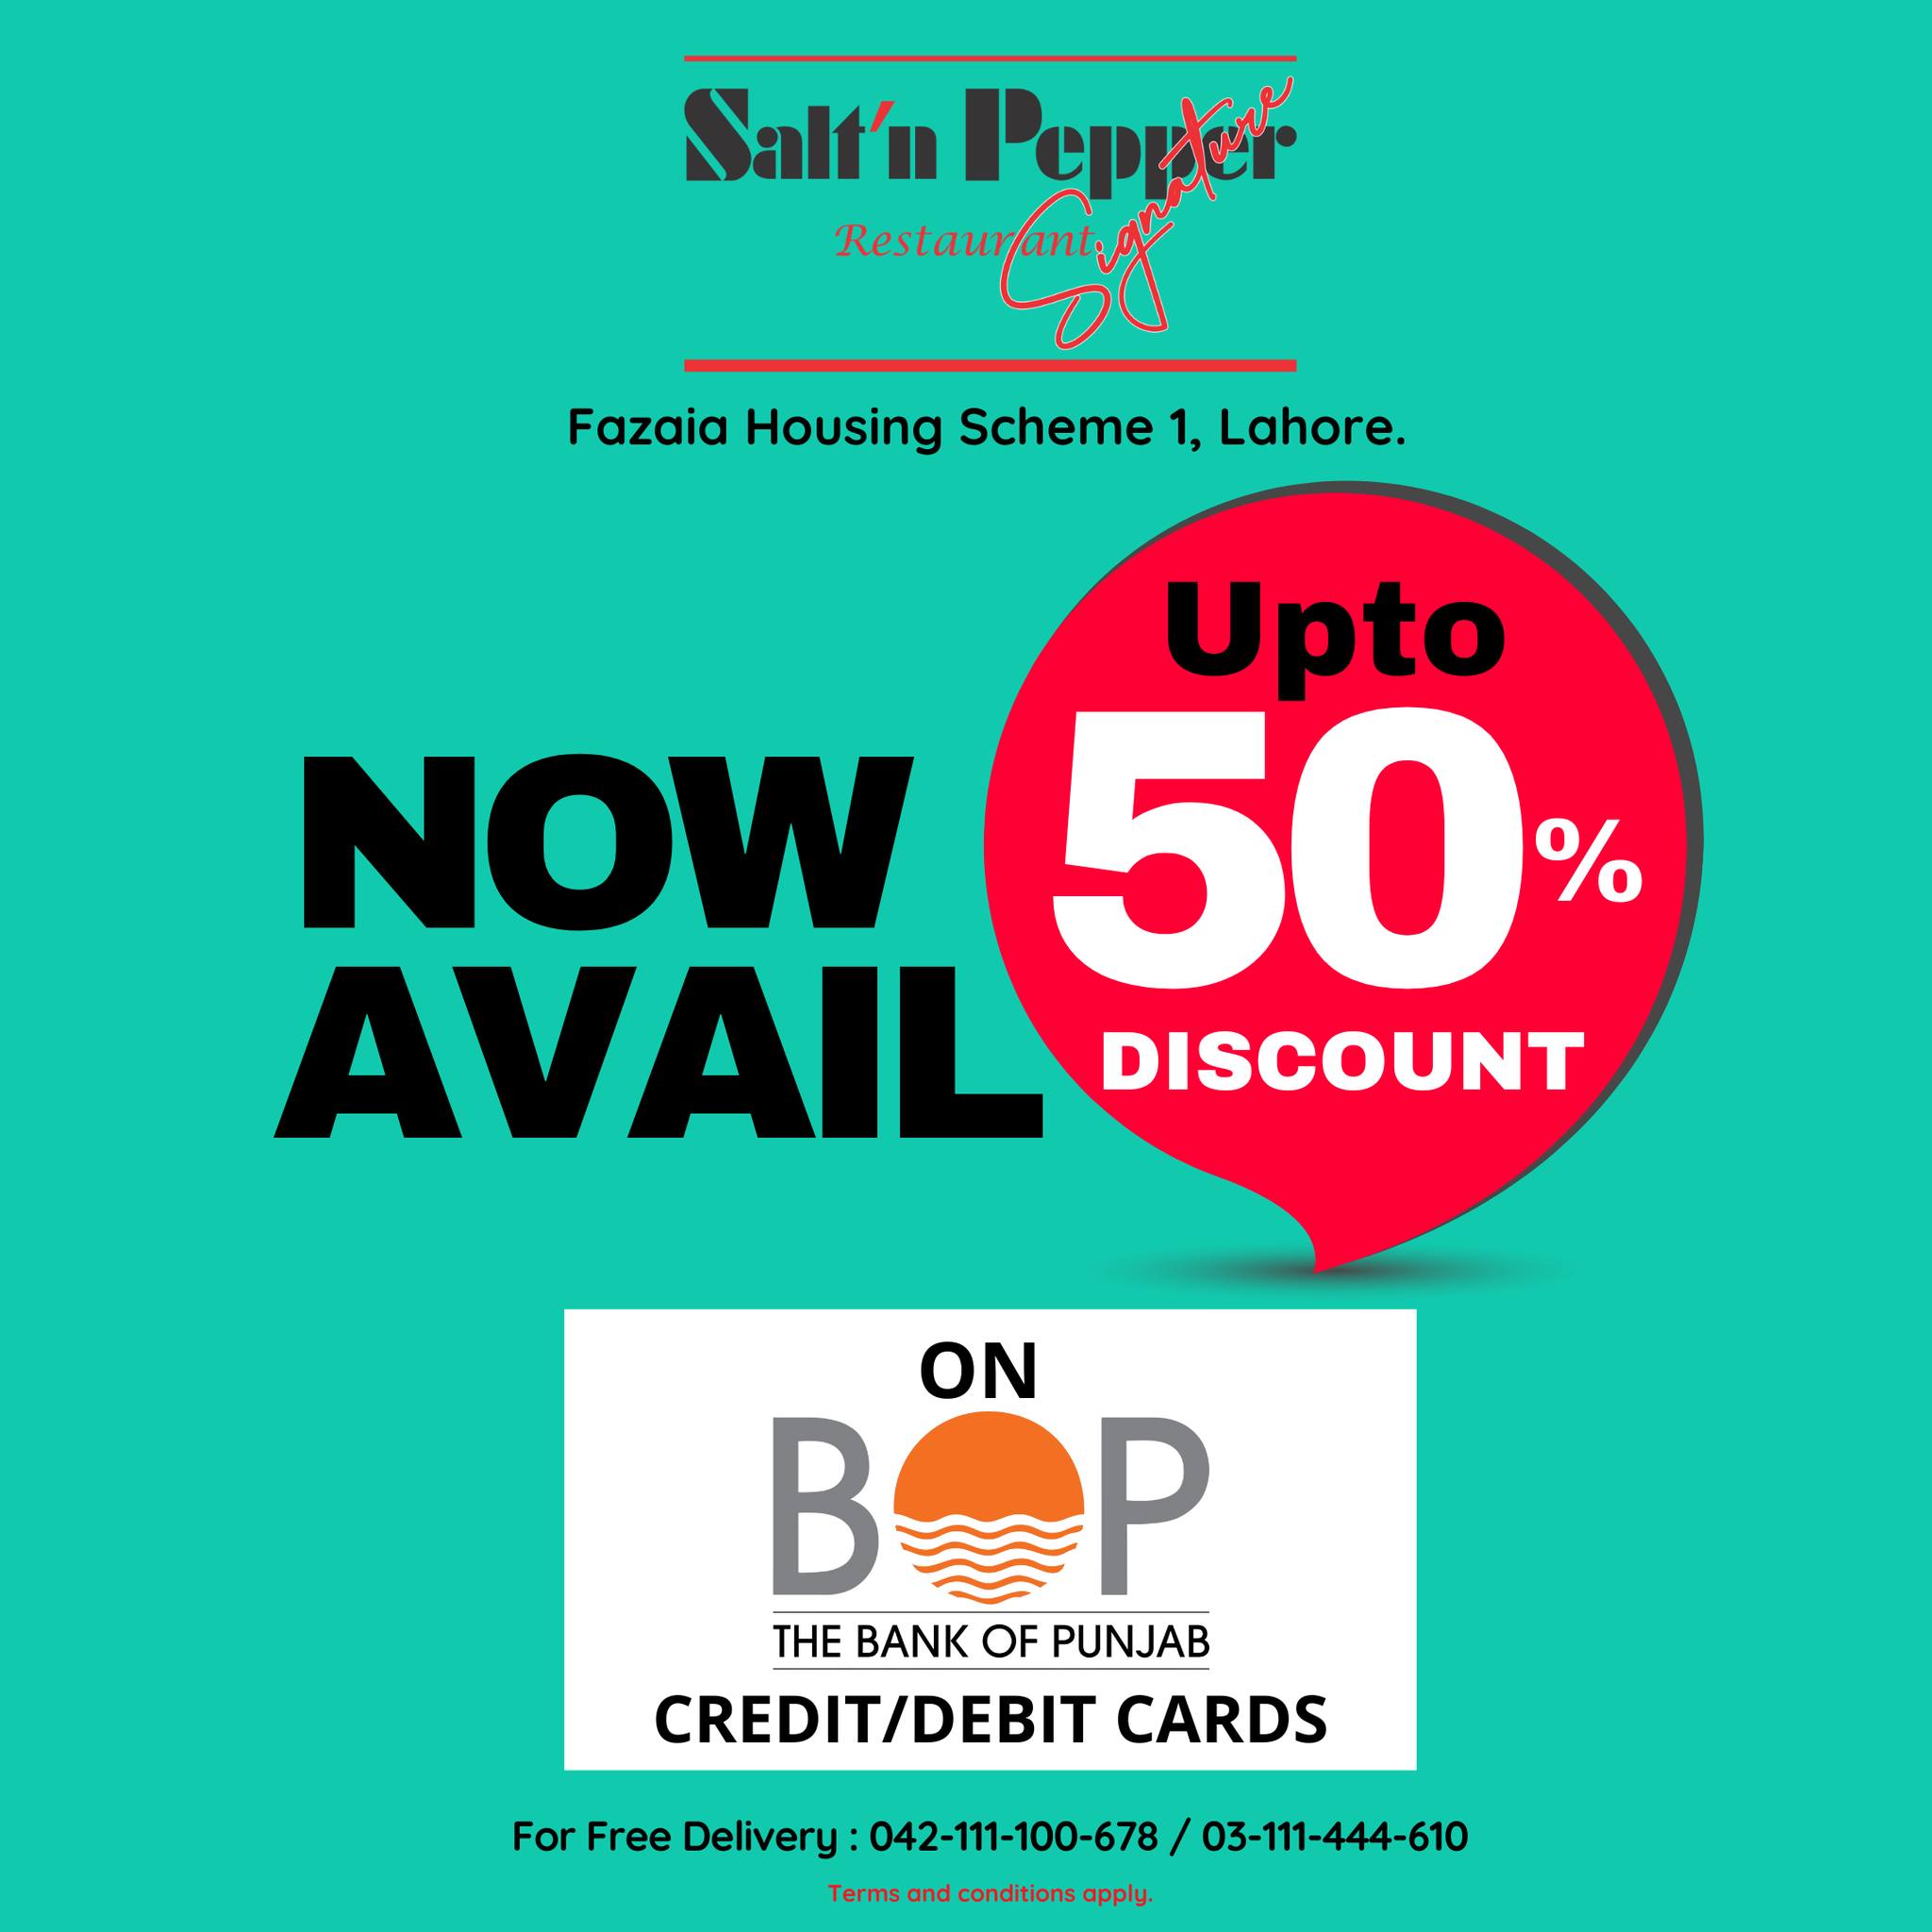 Salt'n Pepper
Signature
Restaurant
Fazaia Housing Scheme 1, Lahore.
Upto
50%
DISCOUNT
NOW
AVAIL
ON
BOP
THE BANK OF PUNJAB
CREDIT/DEBIT CARDS
For Free Delivery : 042-111-100-678 / 03-111-444-610
Terms and conditions apply.